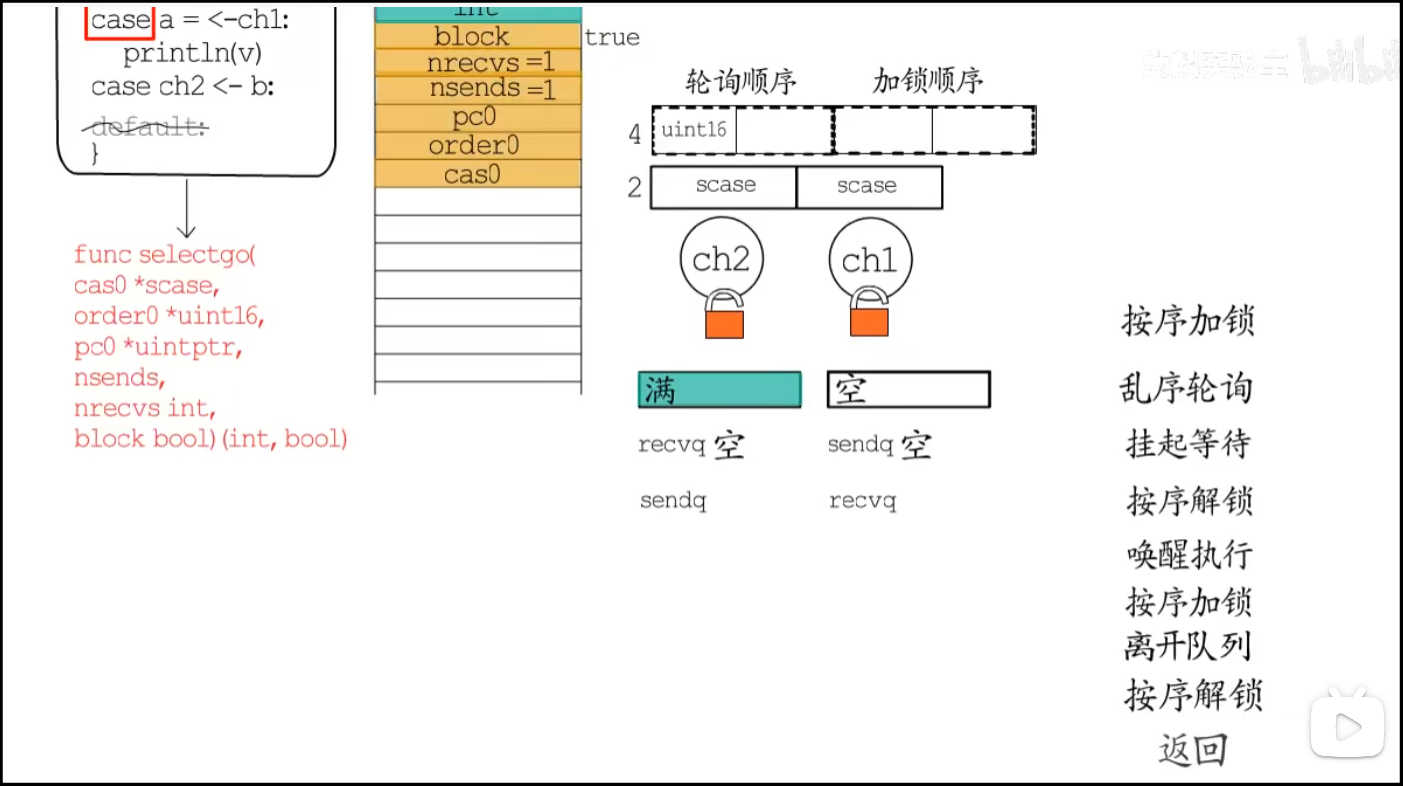 case a = <-ch1:
println(v)
case ch2 <- b:
default:
}
func selectgo(
cas0 *scase,
order0 *uint16,
pc0 *uintptr,
nsends,
nrecvs int,
block bool) (int, bool)
int
block true
nrecvs =1
nsends =1
pc0
order0
cas0
轮询顺序 加锁顺序
4 uint16
2 scase scase
ch2 ch1
满 空
recvq 空 sendq 空
sendq recvq
按序加锁
乱序轮询
挂起等待
按序解锁
唤醒执行
按序加锁
离开队列
按序解锁
返回
bilibili